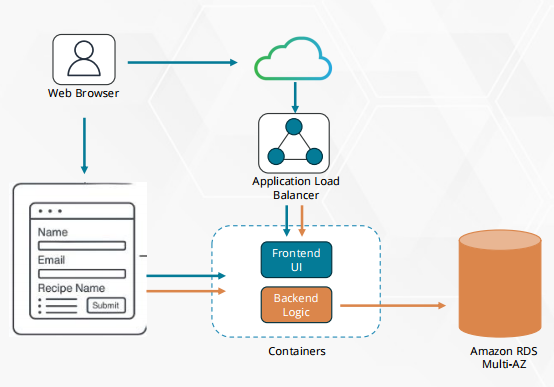 Web Browser
Application Load
Balancer
Name
Email
Recipe Name
Submit
Frontend
UI
Backend
Logic
Containers
Amazon RDS
Multi-AZ